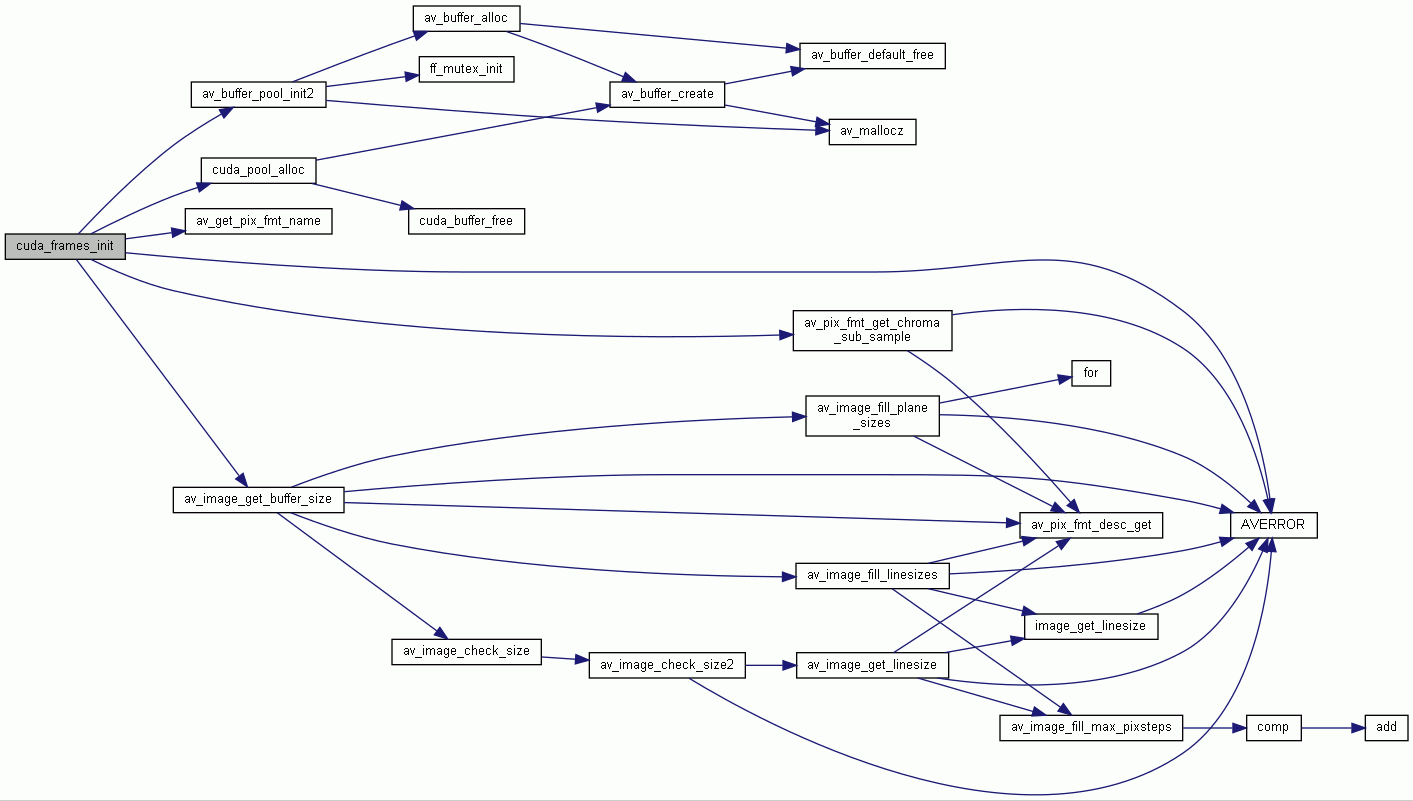 av_buffer_alloc
av_buffer_default_free
ff_mutex_init
av_buffer_pool_init2
av_buffer_create
av_mallocz
cuda_pool_alloc
av_get_pix_fmt_name
cuda_buffer_free
cuda_frames_init
av_pix_fmt_get_chroma
_sub_sample
for
av_image_fill_plane
_sizes
av_image_get_buffer_size
av_pix_fmt_desc_get
AVERROR
av_image_fill_linesizes
image_get_linesize
av_image_check_size
av_image_check_size2
av_image_get_linesize
av_image_fill_max_pixsteps
comp
add